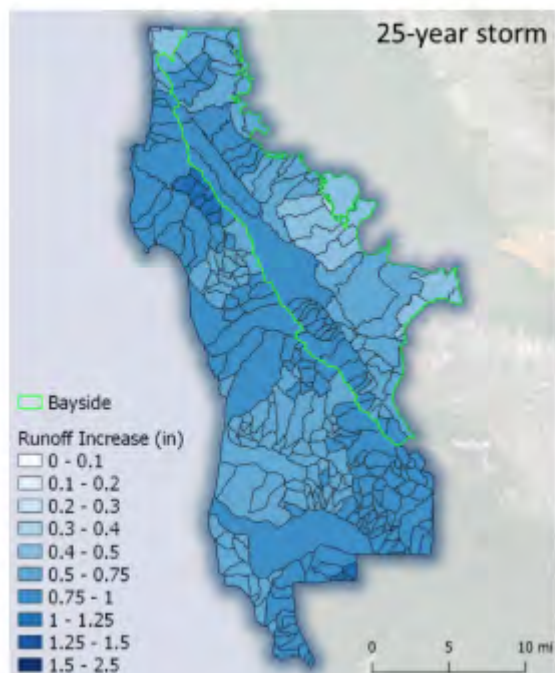 25-year storm
Bayside
Runoff Increase (in)
0 - 0.1
0.1 - 0.2
0.2 - 0.3
0.3 - 0.4
0.4 - 0.5
0.5 - 0.75
0.75 - 1
1 - 1.25
1.25 - 1.5
1.5 - 2.5
0 5 10 mi